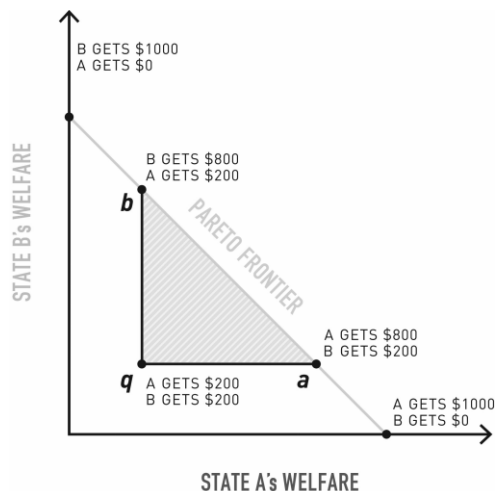 B GETS $1000
A GETS $0
B GETS $800
A GETS $200
b
PARETO FRONTIER
STATE B's WELFARE
A GETS $800
B GETS $200
q
A GETS $200
B GETS $200
a
A GETS $1000
B GETS $0
STATE A's WELFARE